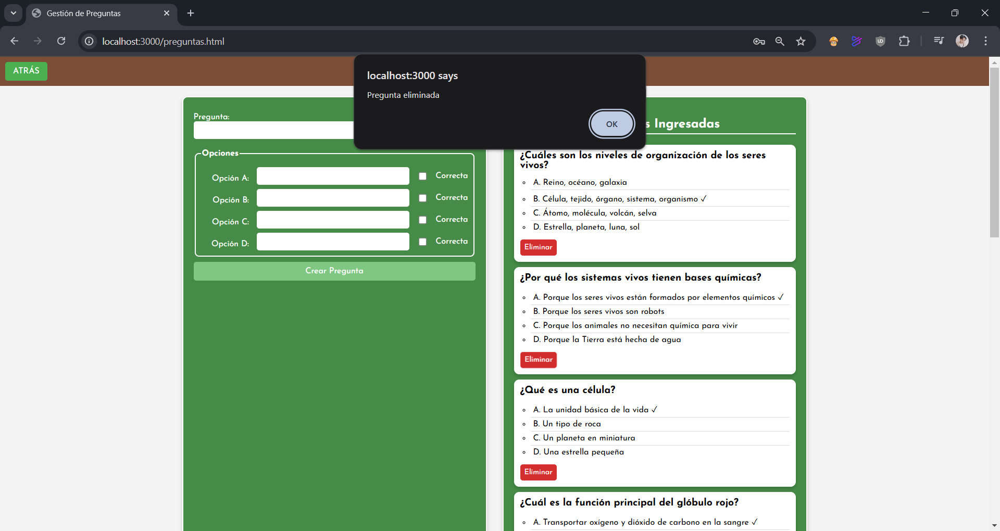 Gestión de Preguntas
localhost:3000/preguntas.html
ATRÁS
localhost:3000 says
Pregunta eliminada
OK
Pregunta:
Opciones
Opción A:
Correcta
Opción B:
Correcta
Opción C:
Correcta
Opción D:
Correcta
Crear Pregunta
s Ingresadas
¿Cuáles son los niveles de organización de los seres
vivos?
A. Reino, océano, galaxia
B. Célula, tejido, órgano, sistema, organismo ✓
C. Átomo, molécula, volcán, selva
D. Estrella, planeta, luna, sol
Eliminar
¿Por qué los sistemas vivos tienen bases químicas?
A. Porque los seres vivos están formados por elementos químicos ✓
B. Porque los seres vivos son robots
C. Porque los animales no necesitan química para vivir
D. Porque la Tierra está hecha de agua
Eliminar
¿Qué es una célula?
A. La unidad básica de la vida ✓
B. Un tipo de roca
C. Un planeta en miniatura
D. Una estrella pequeña
Eliminar
¿Cuál es la función principal del glóbulo rojo?
A. Transportar oxígeno y dióxido de carbono en la sangre ✓